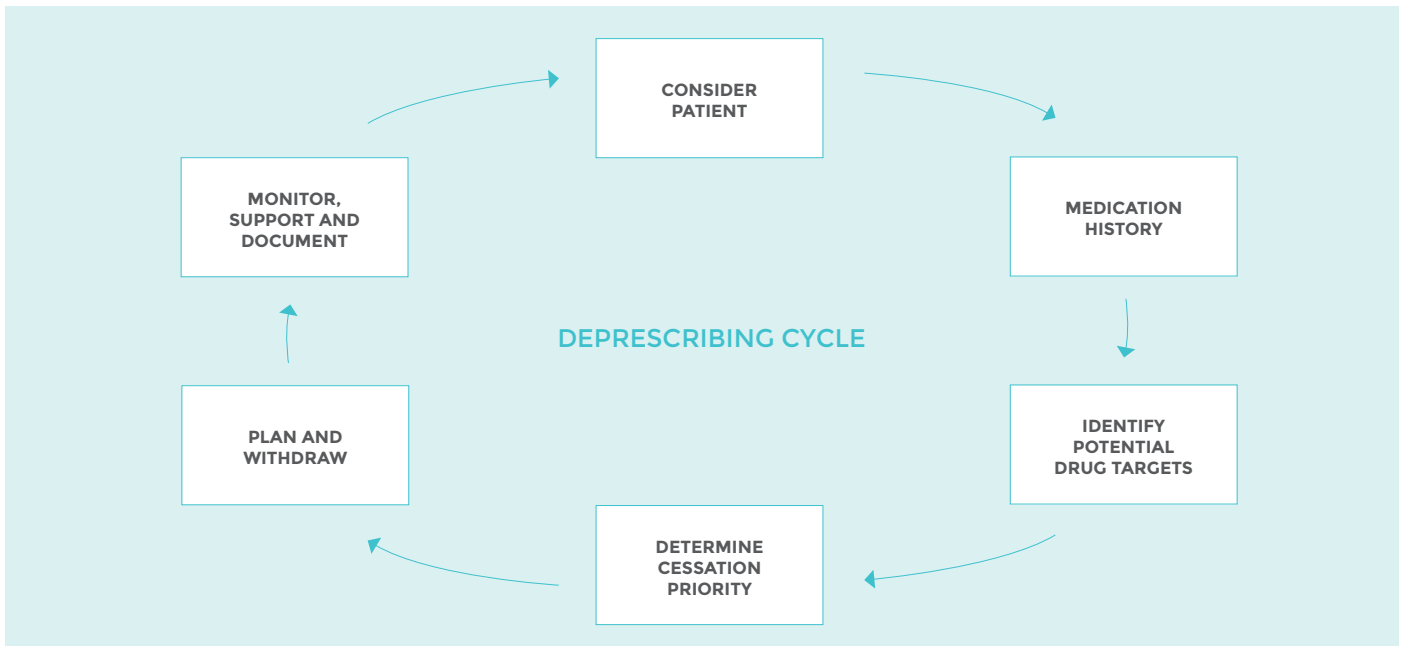 CONSIDER
PATIENT
MEDICATION
HISTORY
IDENTIFY
POTENTIAL
DRUG TARGETS
DETERMINE
CESSATION
PRIORITY
PLAN AND
WITHDRAW
MONITOR,
SUPPORT AND
DOCUMENT
DEPRESCRIBING CYCLE